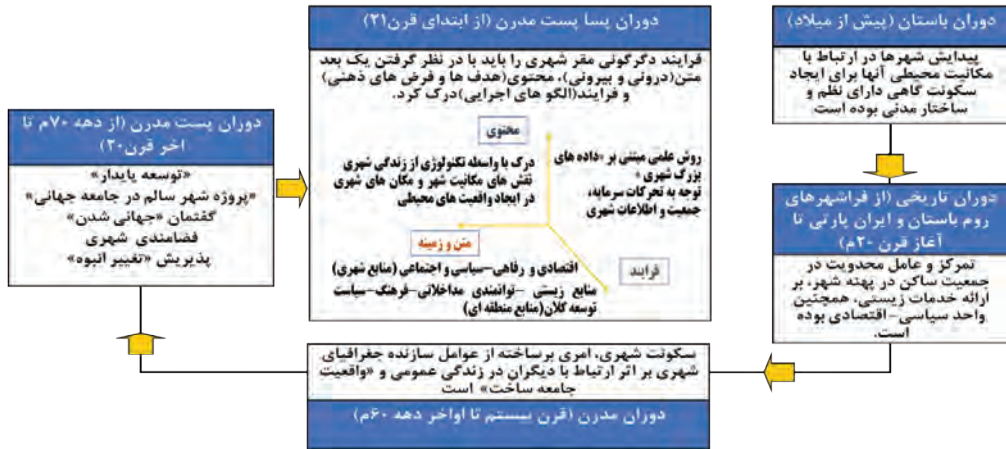 دوران باستان (پیش از میلاد)
پیدایش شهرها در ارتباط با
مکانیت محیطی آنها برای ایجاد
سکونت گاهی دارای نظم و
ساختار مدنی بوده است.
دوران تاریخی (از فراشهرهای
روم باستان و ایران پارتی تا
آغاز قرن ۲۰م)
تمرکز و عامل محدویت در
جمعیت ساکن در پهنه شهر، بر
ارائه خدمات زیستی، همچنین
واحد سیاسی-اقتصادی بوده
است.
سکونت شهری، امری برساخته از عوامل سازنده جغرافیای
شهری بر اثر ارتباط با دیگران در زندگی عمومی و «واقعیت
جامعه ساخت» است
دوران مدرن (قرن بیستم تا اواخر دهه ۶۰م)
دوران پست مدرن (از دهه ۷۰م تا
اخر قرن ۲۰)
«توسعه پایدار»
«پروژه شهر سالم در جامعه جهانی»
گفتمان «جهانی شدن»
فضامندی شهری
پذیرش «تغییر انبوه»
دوران پسا پست مدرن (از ابتدای قرن۲۱)
فرایند دگرگونی مقر شهری را باید با در نظر گرفتن یک بعد
متن(درونی و بیرونی)، محتوی(هدف ها و فرض های ذهنی)
و فرایند(الگو های اجرایی)درک کرد.
محتوی
روش علمی مبتنی بر «داده های
بزرگ شهری»
توجه به تحرکات سرمایه،
جمعیت و اطلاعات شهری
درک با واسطه تکنولوژی از زندگی شهری
نقش های مکانیت شهر و مکان های شهری
در ایجاد واقعیت های محیطی
متن و زمینه
فرایند
اقتصادی و رفاهی-سیاسی و اجتماعی (منابع شهری)
منابع زیستی -توانمندی مداخلاتی-فرهنگ-سیاست
توسعه کلان(منابع منطقه ای)